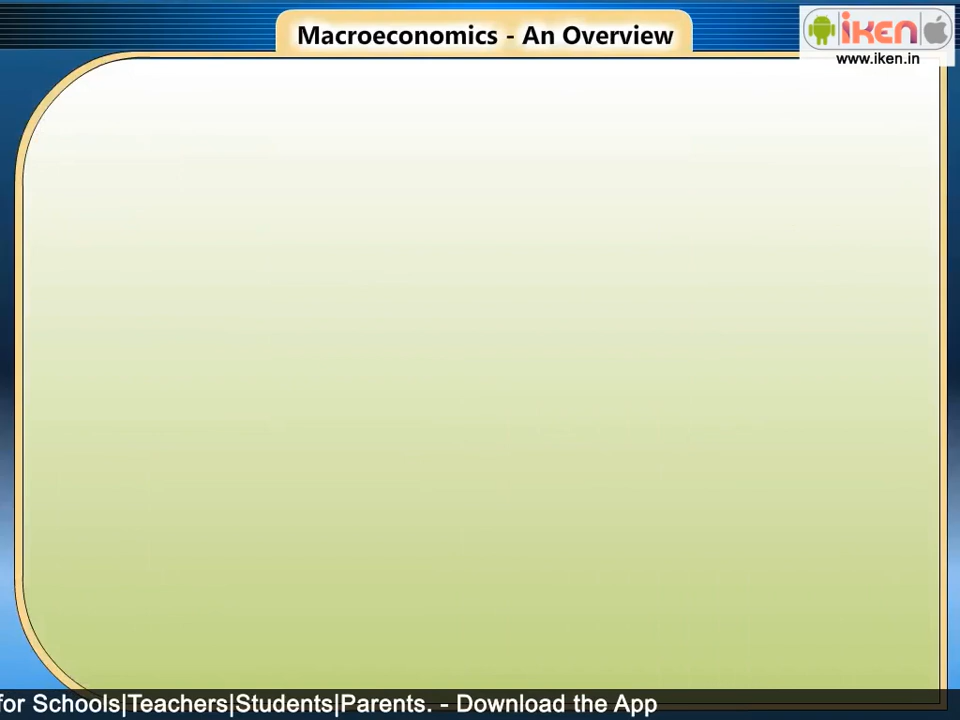 Macroeconomics - An Overview
iken
www.iken.in
for Schools|Teachers|Students|Parents. - Download the App